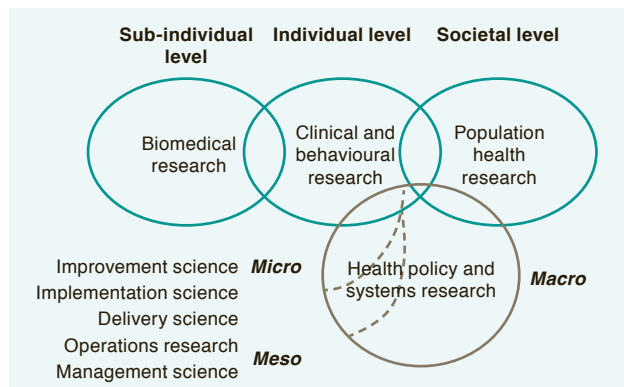 Sub-individual
level
Individual level
Societal level
Biomedical
research
Clinical and
behavioural
research
Population
health
research
Improvement science
Implementation science
Delivery science
Operations research
Management science
Micro
Meso
Health policy and
systems research
Macro